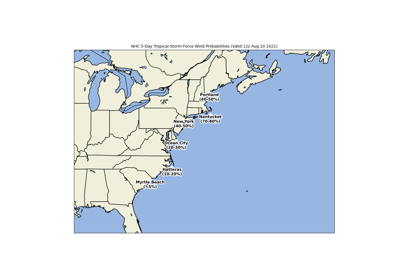 NHC 5-Day Tropical-Storm-Force Wind Probabilities (Valid 12z Aug 20 2021)
Portland
(40-50%)
Nantucket
(70-80%)
New York
(40-50%)
Ocean City
(20-30%)
Hatteras
(10-20%)
Myrtle Beach
(<5%)